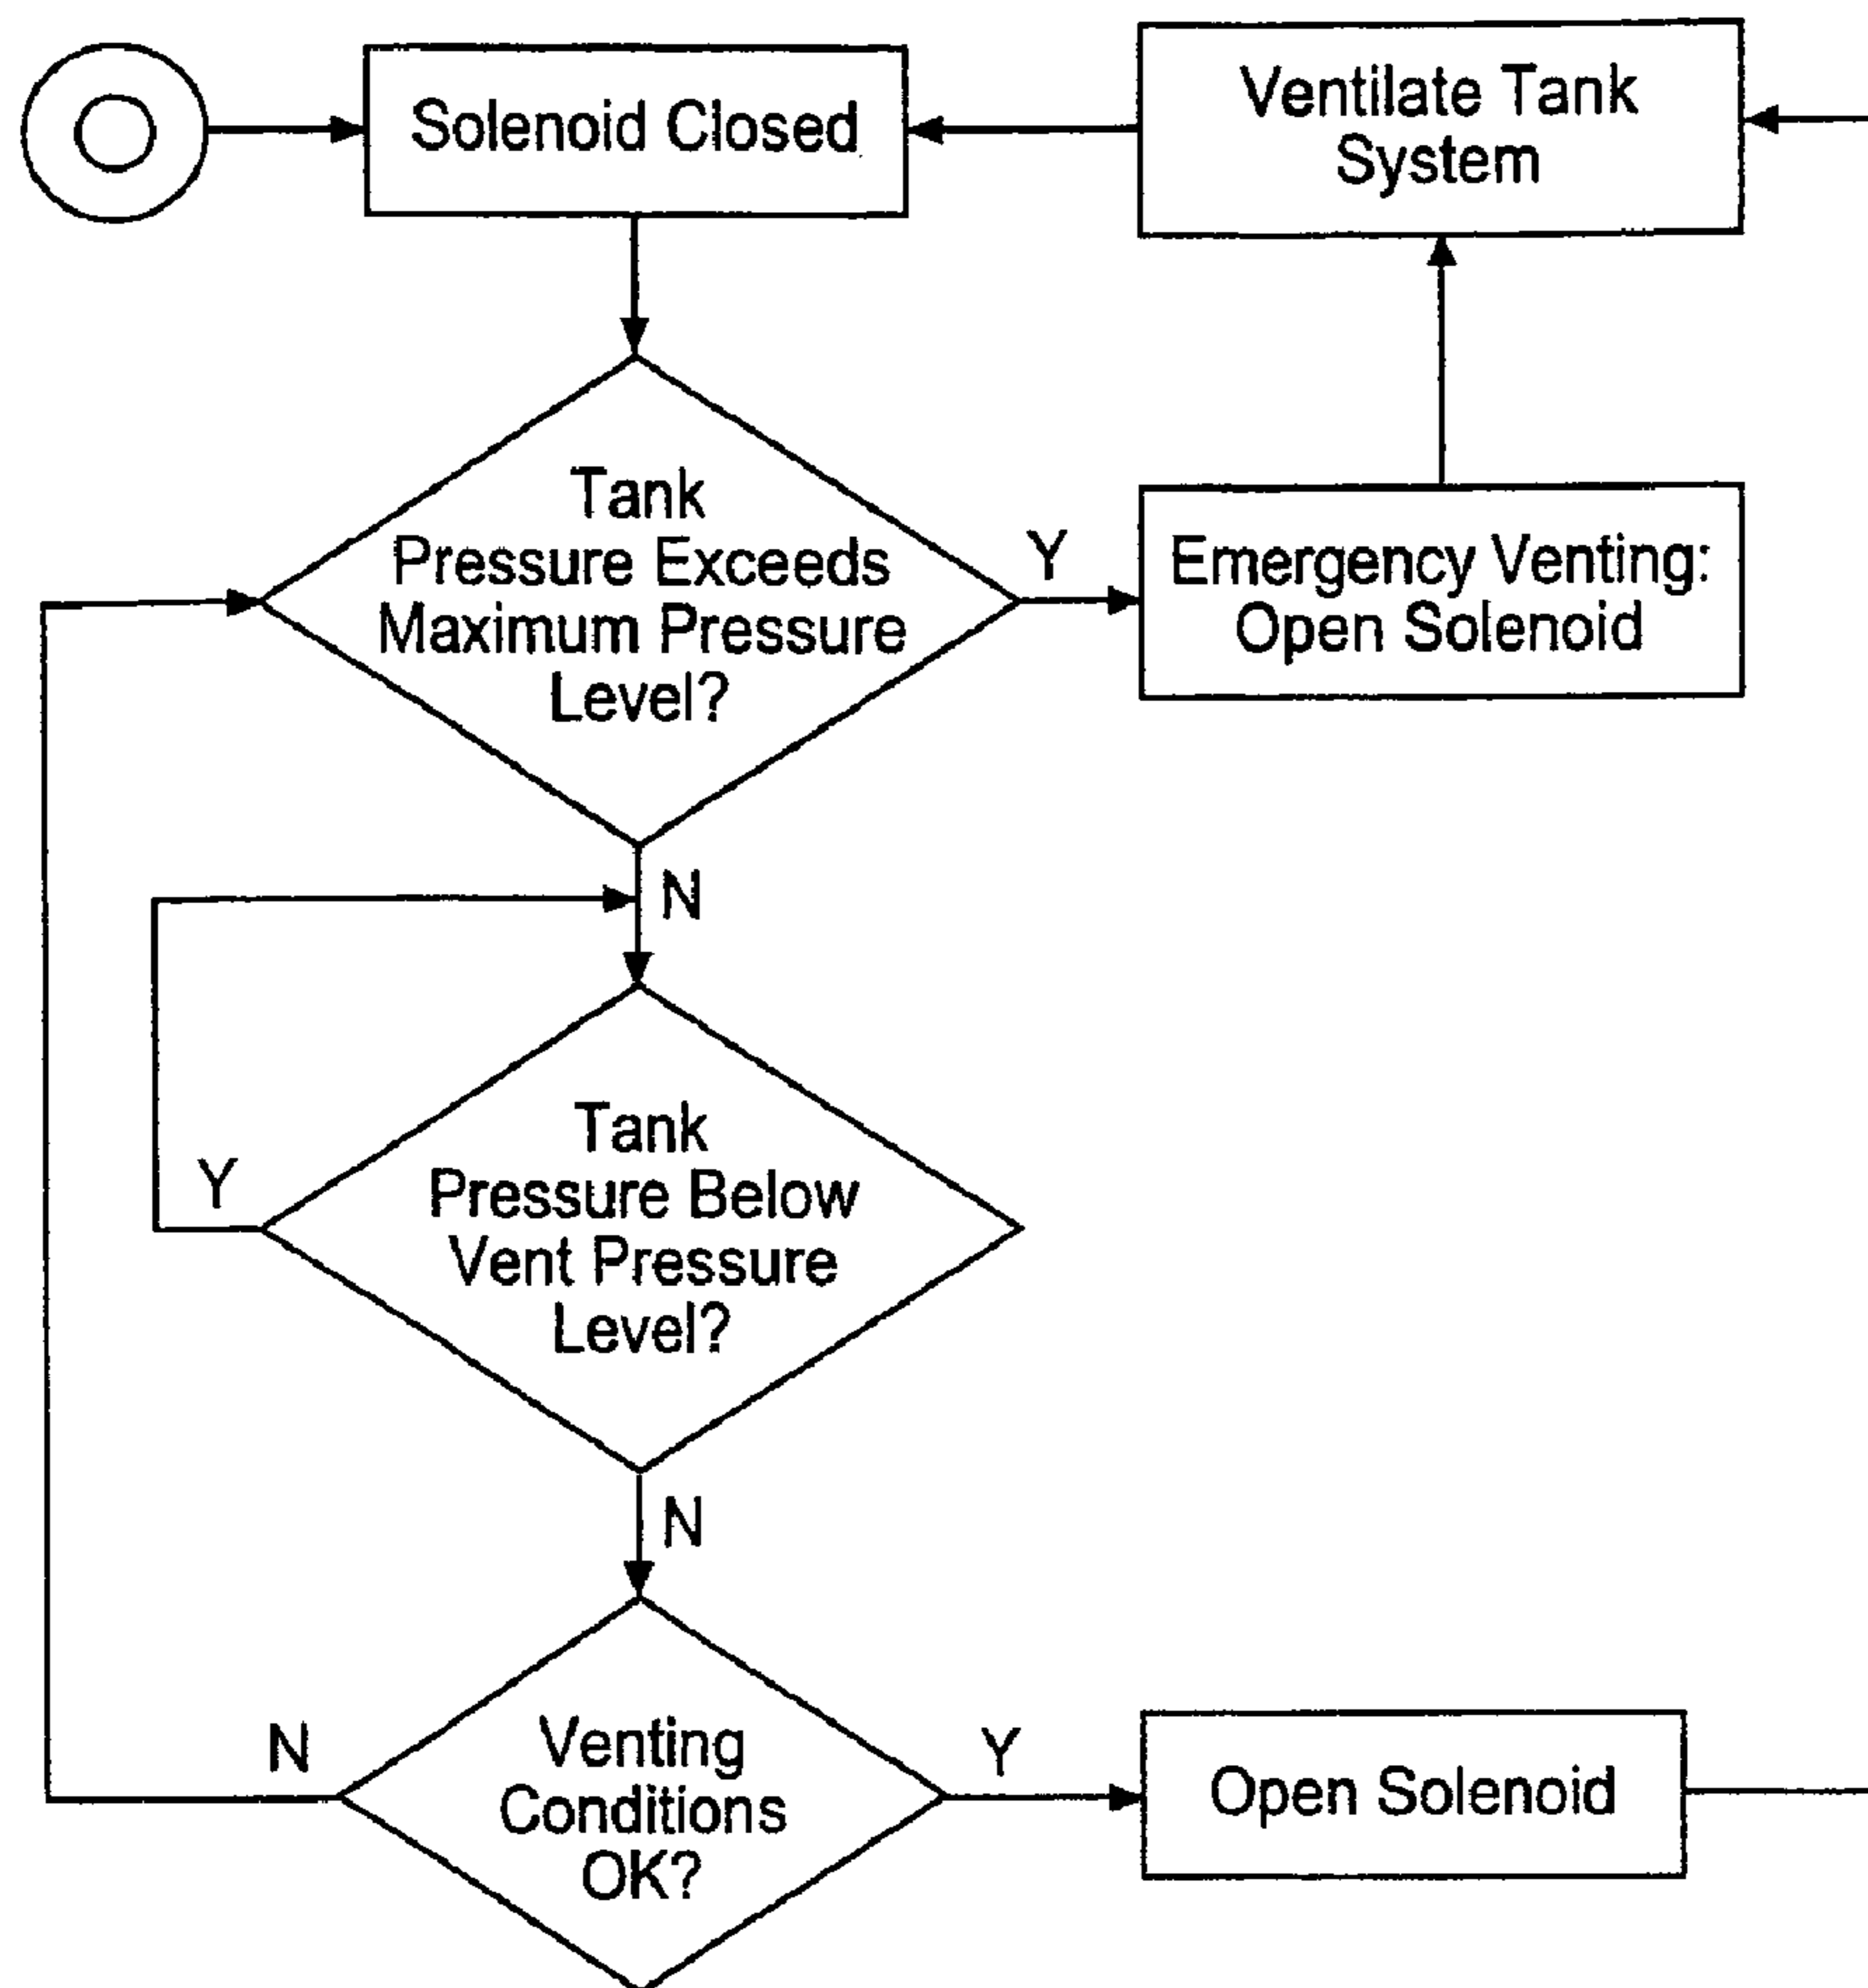 Solenoid Closed
Ventilate Tank
System
Tank
Pressure Exceeds
Maximum Pressure
Level?
Y
Emergency Venting:
Open Solenoid
N
Tank
Pressure Below
Vent Pressure
Level?
Y
N
Venting
Conditions
OK?
N
Y
Open Solenoid